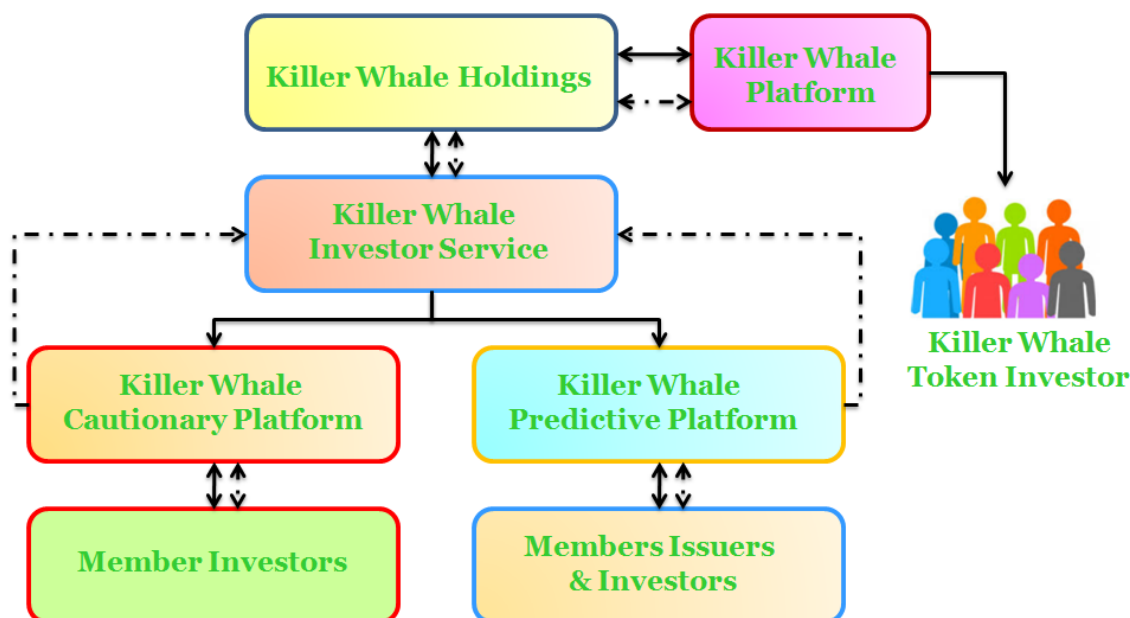 Killer Whale Holdings
Killer Whale
Platform
Killer Whale
Investor Service
Killer Whale
Token Investor
Killer Whale
Cautionary Platform
Killer Whale
Predictive Platform
Member Investors
Members Issuers
& Investors